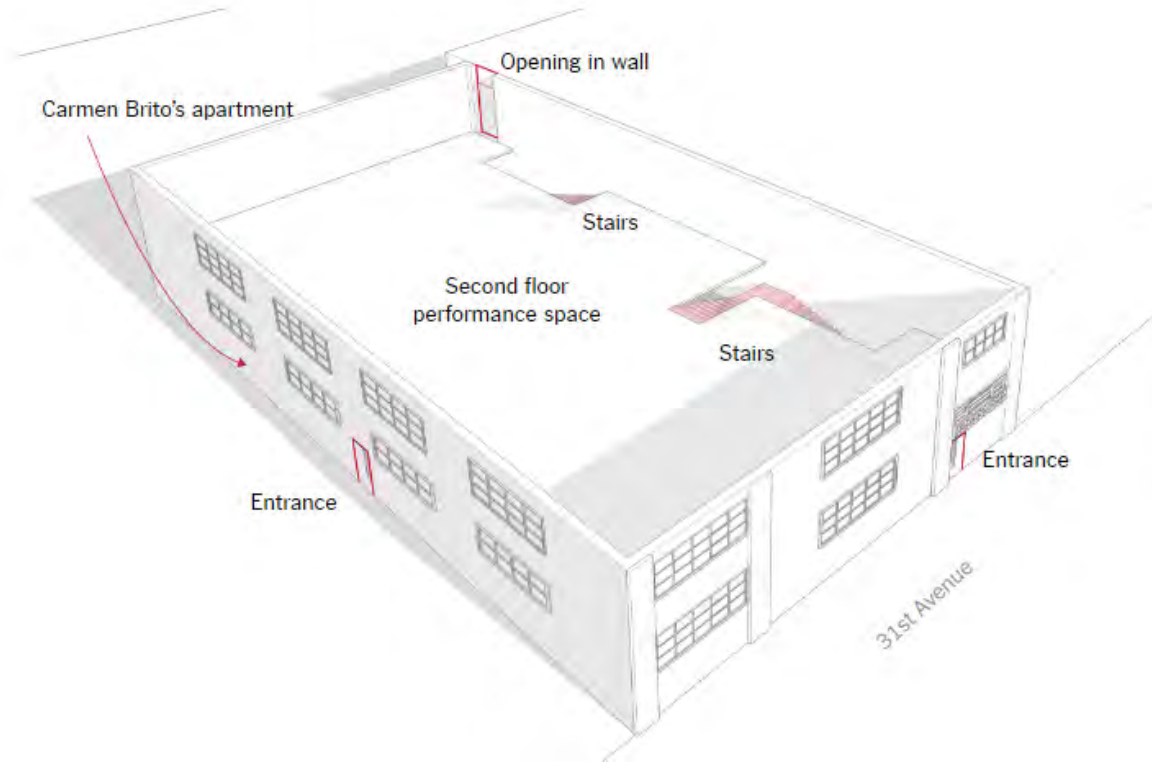 Opening in wall
Carmen Brito's apartment
Stairs
Second floor
performance space
Stairs
Entrance
Entrance
31st Avenue